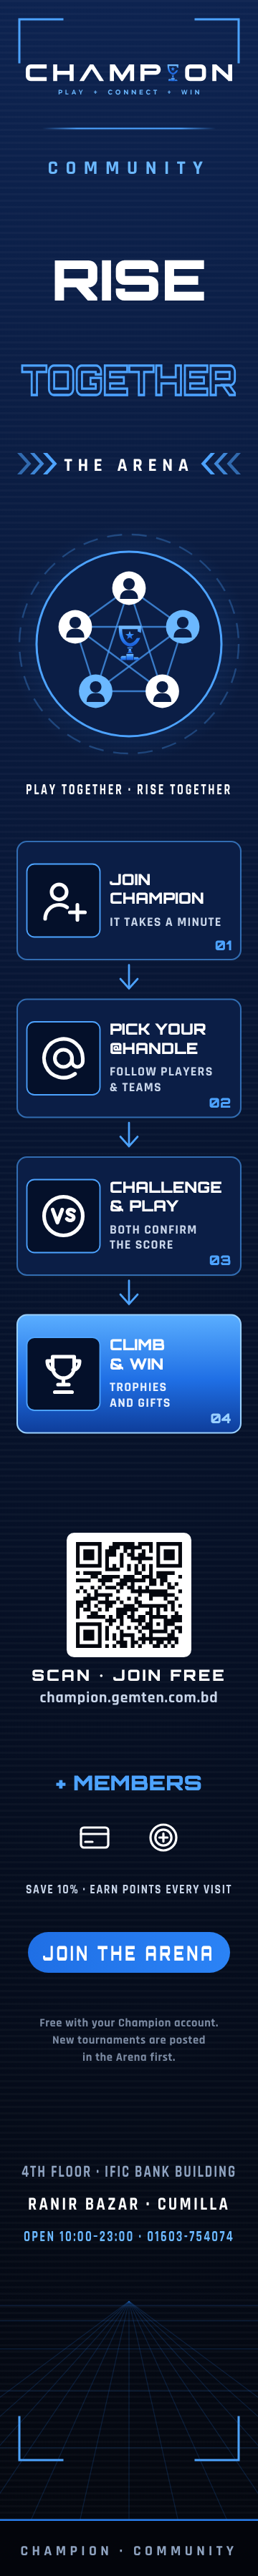 CHAMPION
PLAY + CONNECT + WIN
COMMUNITY
RISE
TOGETHER
THE ARENA
PLAY TOGETHER · RISE TOGETHER
JOIN
CHAMPION
IT TAKES A MINUTE
01
PICK YOUR
@HANDLE
FOLLOW PLAYERS
& TEAMS
02
VS
CHALLENGE
& PLAY
BOTH CONFIRM
THE SCORE
03
CLIMB
& WIN
TROPHIES
AND GIFTS
04
SCAN · JOIN FREE
champion.gemten.com.bd
+ MEMBERS
SAVE 10% · EARN POINTS EVERY VISIT
JOIN THE ARENA
Free with your Champion account.
New tournaments are posted
in the Arena first.
4TH FLOOR · IFIC BANK BUILDING
RANIR BAZAR · CUMILLA
OPEN 10:00–23:00 · 01603-754074
CHAMPION · COMMUNITY